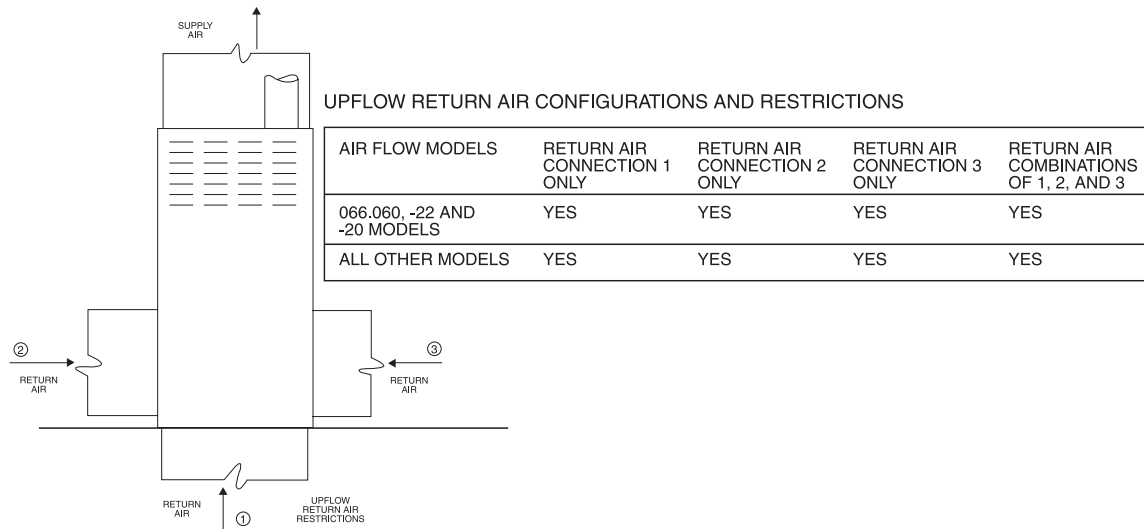 SUPPLY
AIR
UPFLOW RETURN AIR CONFIGURATIONS AND RESTRICTIONS
AIR FLOW MODELS
RETURN AIR
CONNECTION 1
ONLY
RETURN AIR
CONNECTION 2
ONLY
RETURN AIR
CONNECTION 3
ONLY
RETURN AIR
COMBINATIONS
OF 1, 2, AND 3
066.060, -22 AND
-20 MODELS
YES
YES
YES
YES
ALL OTHER MODELS
YES
YES
YES
YES
②
RETURN
AIR
③
RETURN
AIR
RETURN
AIR
①
UPFLOW
RETURN AIR
RESTRICTIONS